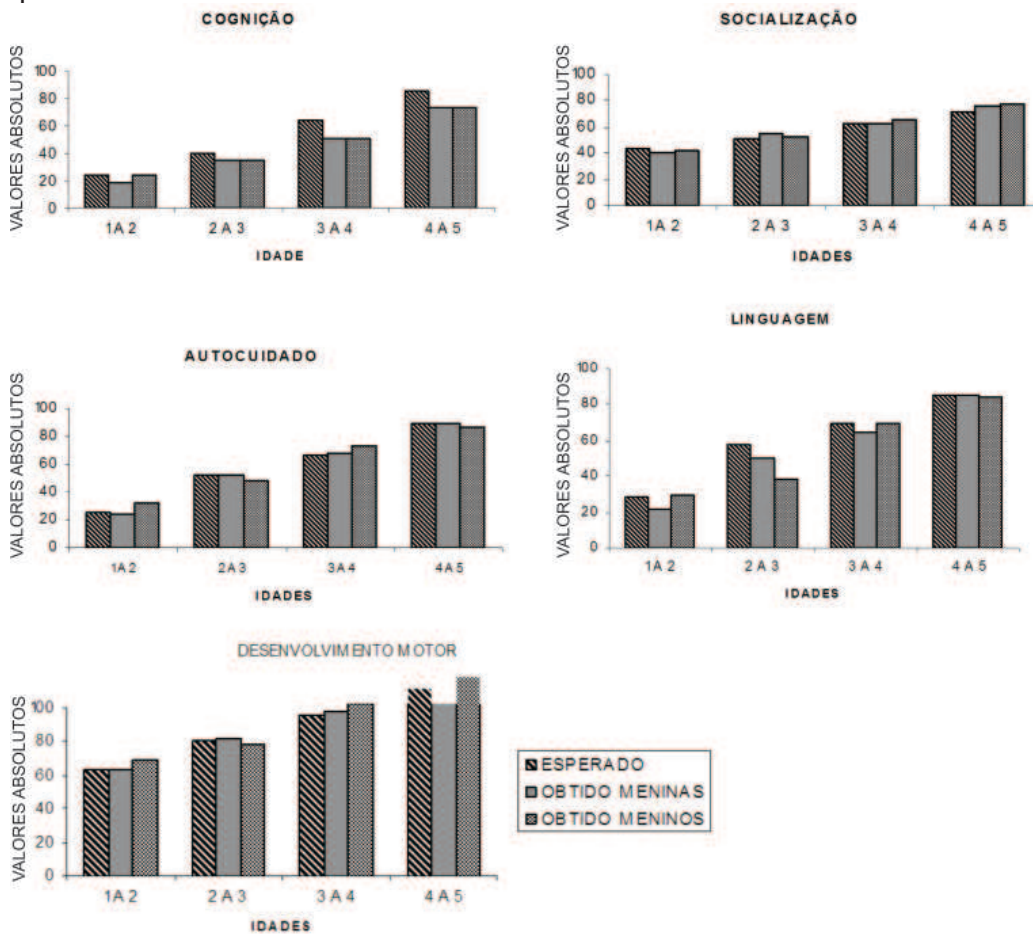 COGNIÇÃO
VALORES ABSOLUTOS
100
80
60
40
20
0
1A 2
2 A 3
3 A 4
4 A 5
IDADE
SOCIALIZAÇÃO
VALORES ABSOLUTOS
100
80
60
40
20
0
1A 2
2 A 3
3 A 4
4 A 5
IDADES
AUTOCUIDADO
VALORES ABSOLUTOS
100
80
60
40
20
0
1A 2
2A 3
3A 4
4A 5
IDADES
LINGUAGEM
VALORES ABSOLUTOS
100
80
60
40
20
0
1A 2
2 A 3
3 A 4
4 A 5
IDADES
DESENVOLVIMENTO MOTOR
VALORES ABSOLUTOS
100
80
60
40
20
0
1A 2
2 A 3
3 A 4
4 A 5
IDADES
ESPERADO
OBTIDO MENINAS
OBTIDO MENINOS